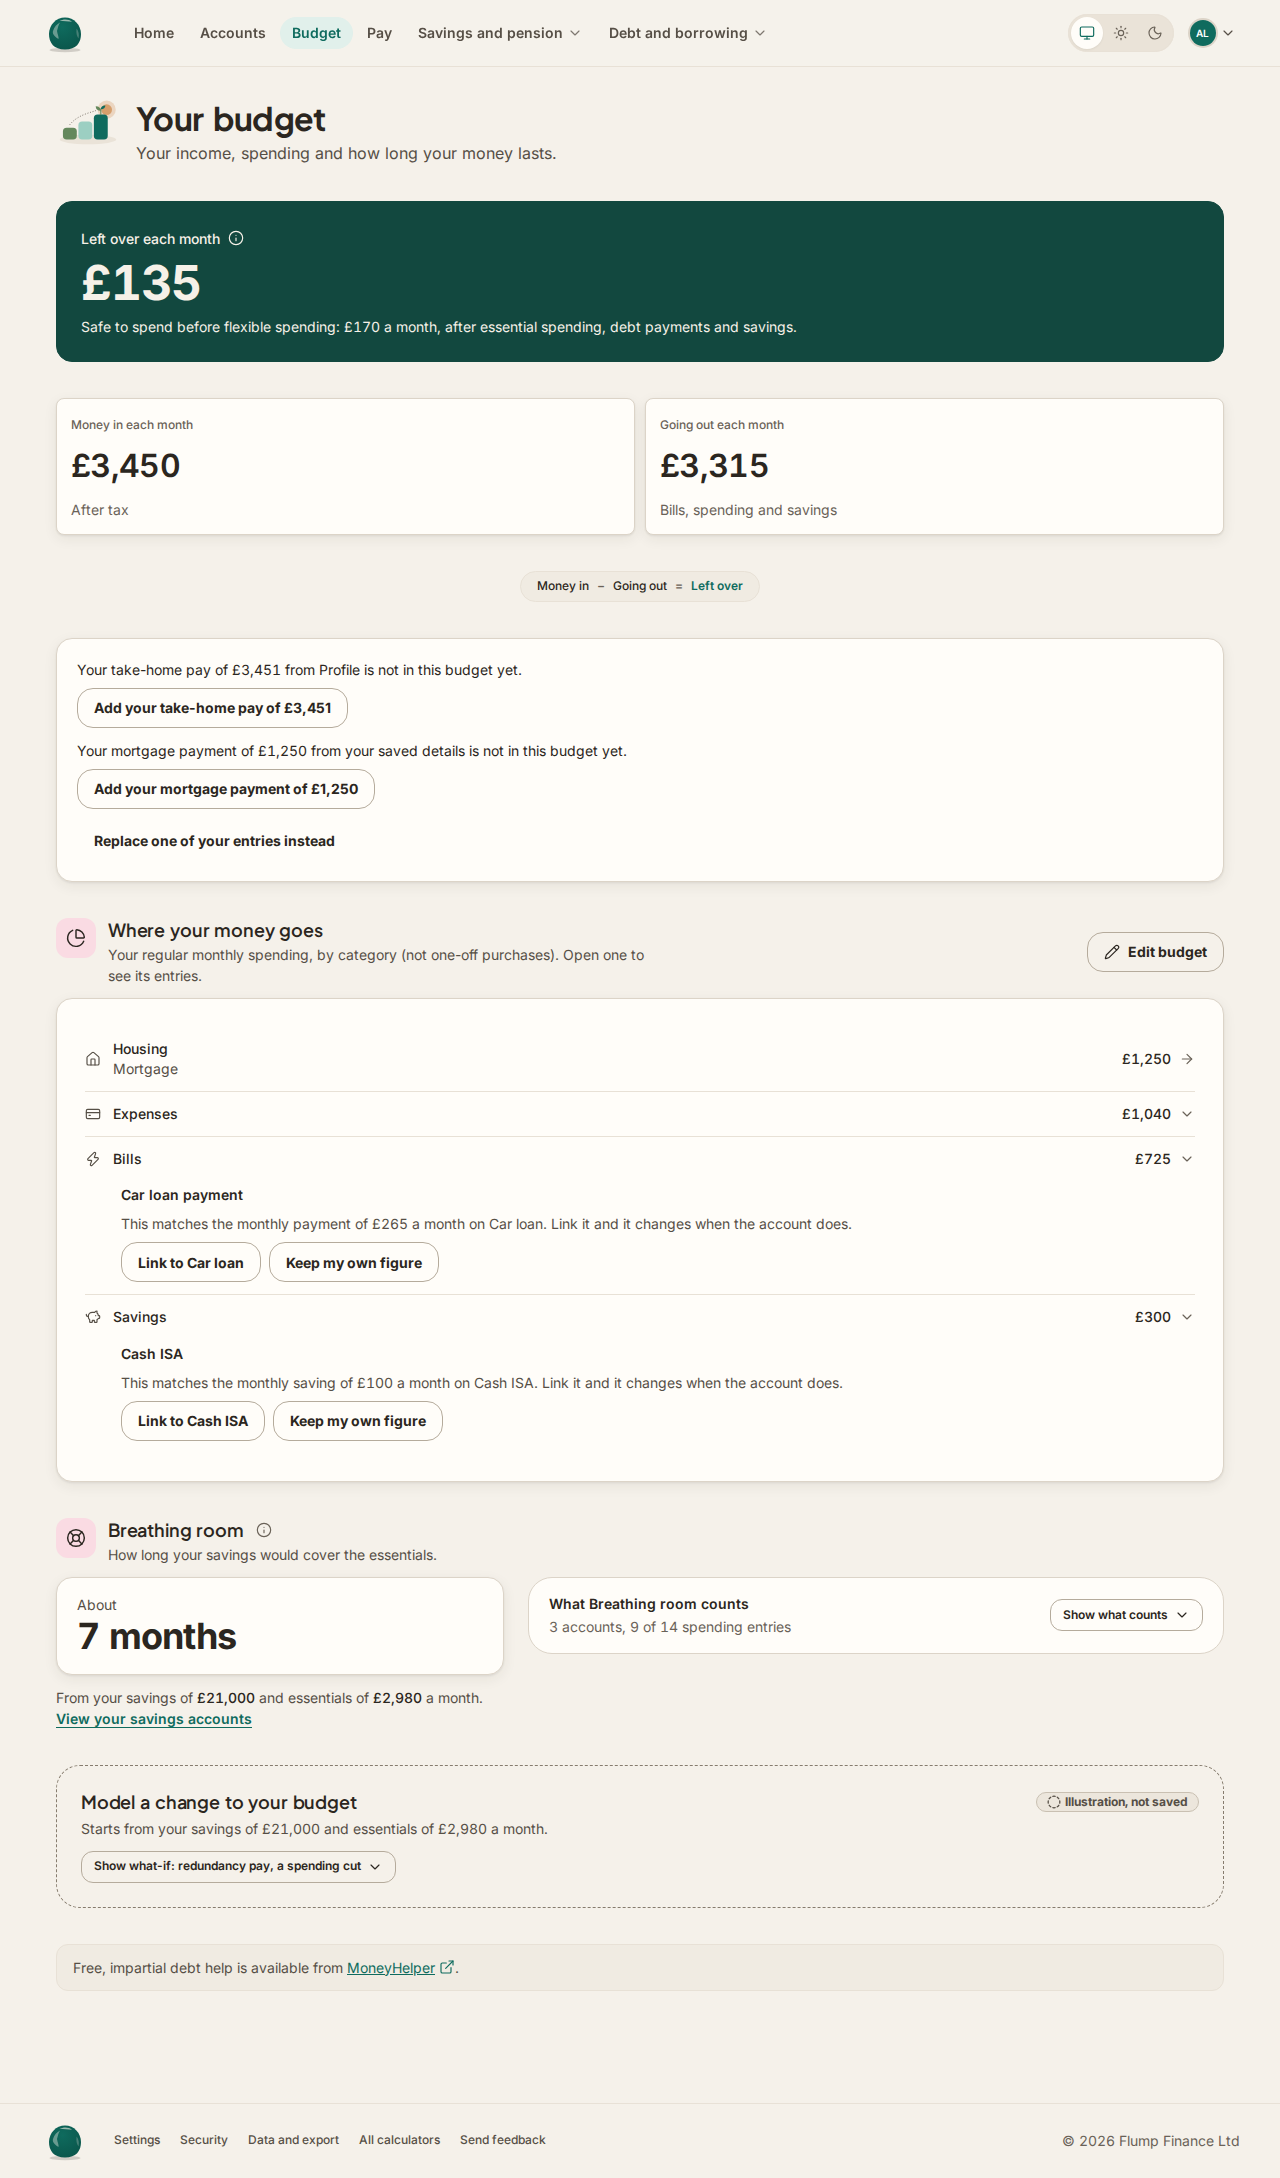 Home Accounts Budget Pay Savings and pension Debt and borrowing AL
Your budget
Your income, spending and how long your money lasts.
Left over each month
£135
Safe to spend before flexible spending: £170 a month, after essential spending, debt payments and savings.
Money in each month
£3,450
After tax
Going out each month
£3,315
Bills, spending and savings
Money in – Going out = Left over
Your take-home pay of £3,451 from Profile is not in this budget yet.
Add your take-home pay of £3,451
Your mortgage payment of £1,250 from your saved details is not in this budget yet.
Add your mortgage payment of £1,250
Replace one of your entries instead
Where your money goes
Your regular monthly spending, by category (not one-off purchases). Open one to
see its entries.
Edit budget
Housing
Mortgage
£1,250
Expenses £1,040
Bills £725
Car loan payment
This matches the monthly payment of £265 a month on Car loan. Link it and it changes when the account does.
Link to Car loan Keep my own figure
Savings £300
Cash ISA
This matches the monthly saving of £100 a month on Cash ISA. Link it and it changes when the account does.
Link to Cash ISA Keep my own figure
Breathing room
How long your savings would cover the essentials.
About
7 months
What Breathing room counts
3 accounts, 9 of 14 spending entries
Show what counts
From your savings of £21,000 and essentials of £2,980 a month.
View your savings accounts
Model a change to your budget
Illustration, not saved
Starts from your savings of £21,000 and essentials of £2,980 a month.
Show what-if: redundancy pay, a spending cut
Free, impartial debt help is available from MoneyHelper.
Settings Security Data and export All calculators Send feedback © 2026 Flump Finance Ltd